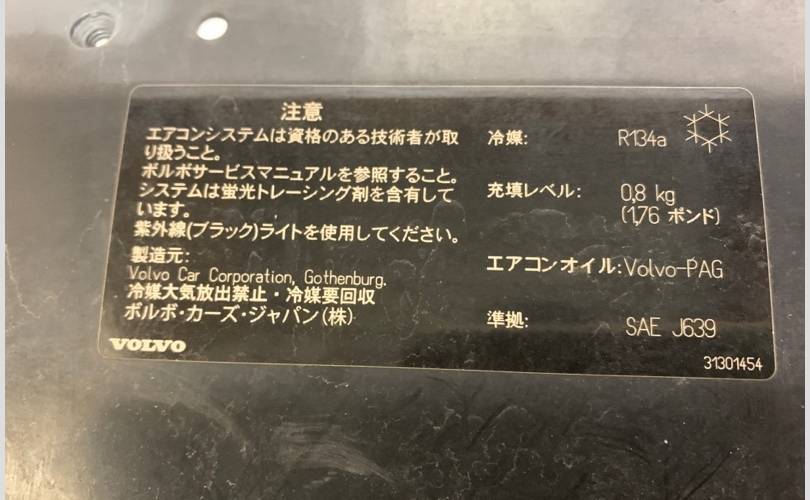 注意
エアコンシステムは資格のある技術者が取
り扱うこと。
ボルボサービスマニュアルを参照すること。
システムは蛍光トレーシング剤を含有して
います。
紫外線(ブラック)ライトを使用してください。
製造元:
Volvo Car Corporation, Gothenburg.
冷媒大気放出禁止・冷媒要回収
ボルボ・カーズ・ジャパン(株)
VOLVO
冷媒: R134a
充填レベル: 0,8 kg
(1,76 ポンド)
エアコンオイル:Volvo-PAG
準拠: SAE J639
31301454